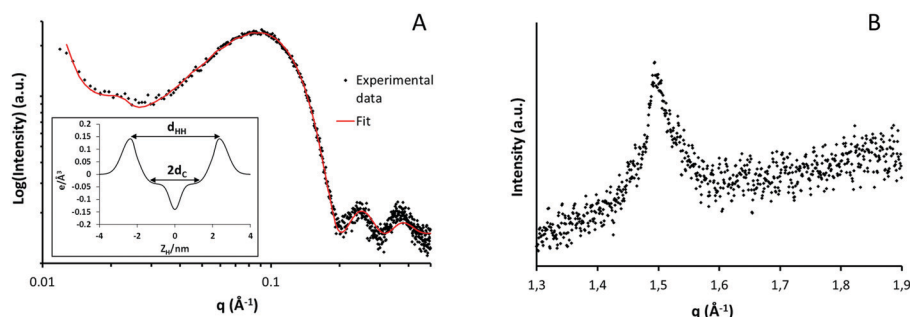 A
Log(Intensity) (a.u.)
Experimental
data
Fit
d_HH
2d_C
e/Å³
0.2
0.15
0.1
0.05
0
-0.05
-0.1
-0.15
-0.2
-4 -2 0 2 4
Z_H/nm
0.01 0.1
q (Å⁻¹)
B
Intensity (a.u.)
1,3 1,4 1,5 1,6 1,7 1,8 1,9
q (Å⁻¹)